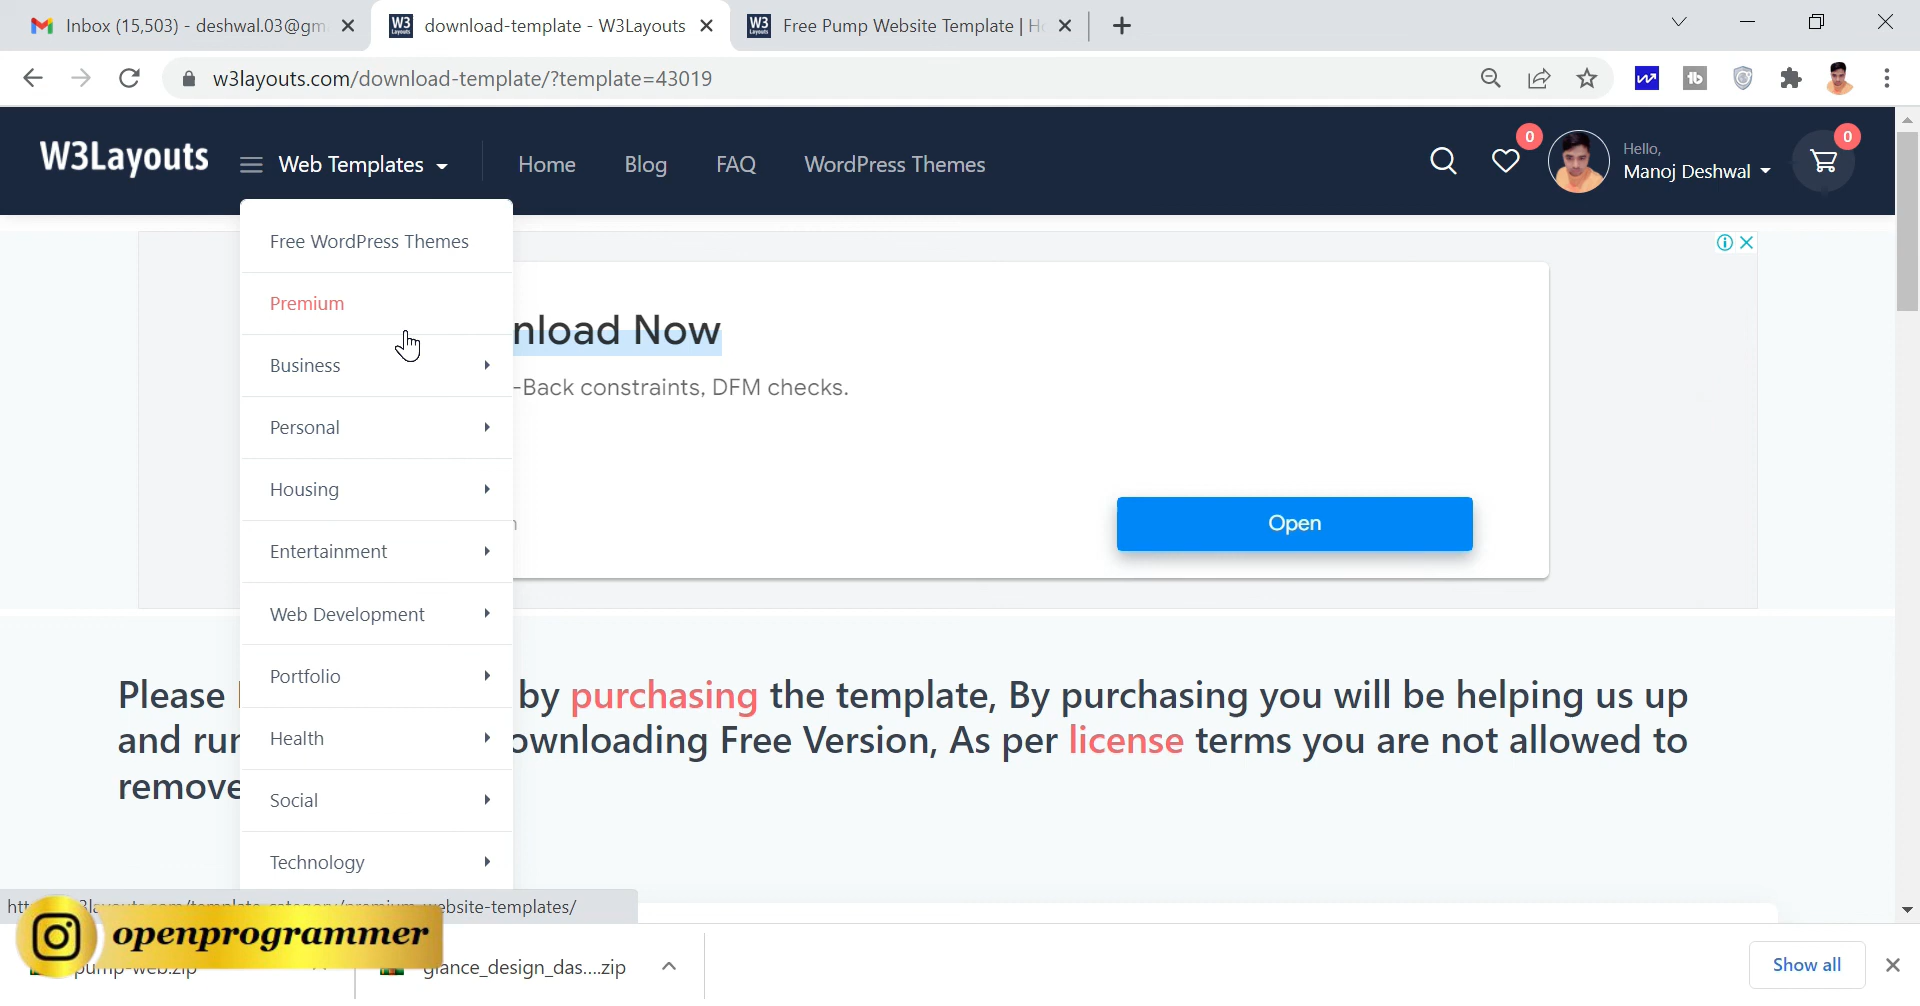 Inbox (15,503) - deshwal.03@gm
download-template - W3Layouts
Free Pump Website Template | H
w3layouts.com/download-template/?template=43019
W3Layouts
Web Templates
Home
Blog
FAQ
WordPress Themes
0
Hello,
Manoj Deshwal
0
Free WordPress Themes
Premium
Business
Personal
Housing
Entertainment
Web Development
Portfolio
Health
Social
Technology
nload Now
-Back constraints, DFM checks.
Open
Please by purchasing the template, By purchasing you will be helping us up
and run ownloading Free Version, As per license terms you are not allowed to
remove
ebsite-templates/
openprogrammer
pump-web.zip
glance_design_das....zip
Show all